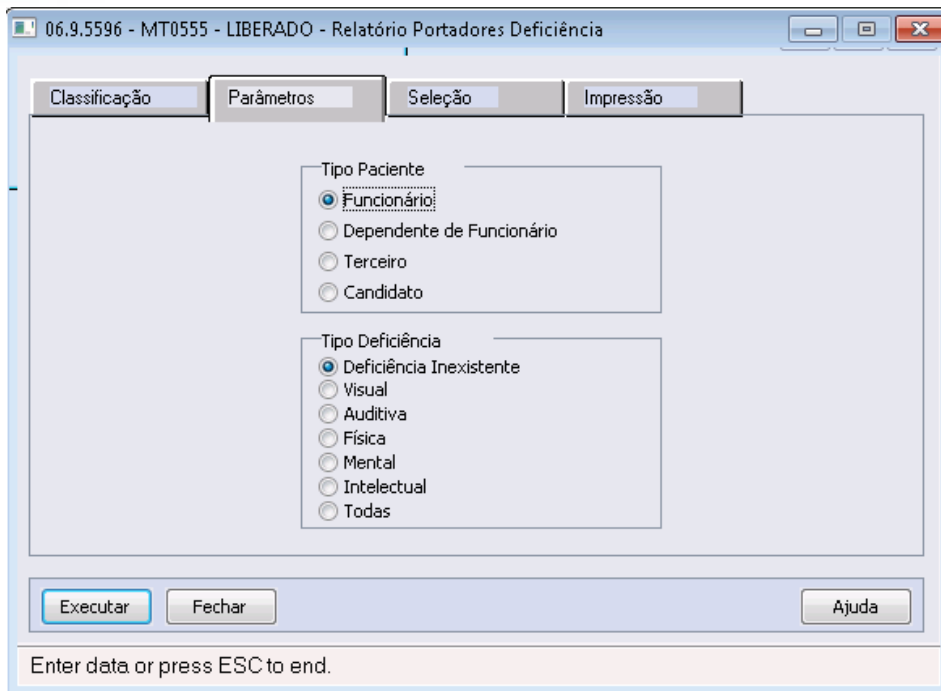 06.9.5596 - MT0555 - LIBERADO - Relatório Portadores Deficiência
Classificação Parâmetros Seleção Impressão
Tipo Paciente
Funcionário
Dependente de Funcionário
Terceiro
Candidato
Tipo Deficiência
Deficiência Inexistente
Visual
Auditiva
Física
Mental
Intelectual
Todas
Executar Fechar Ajuda
Enter data or press ESC to end.